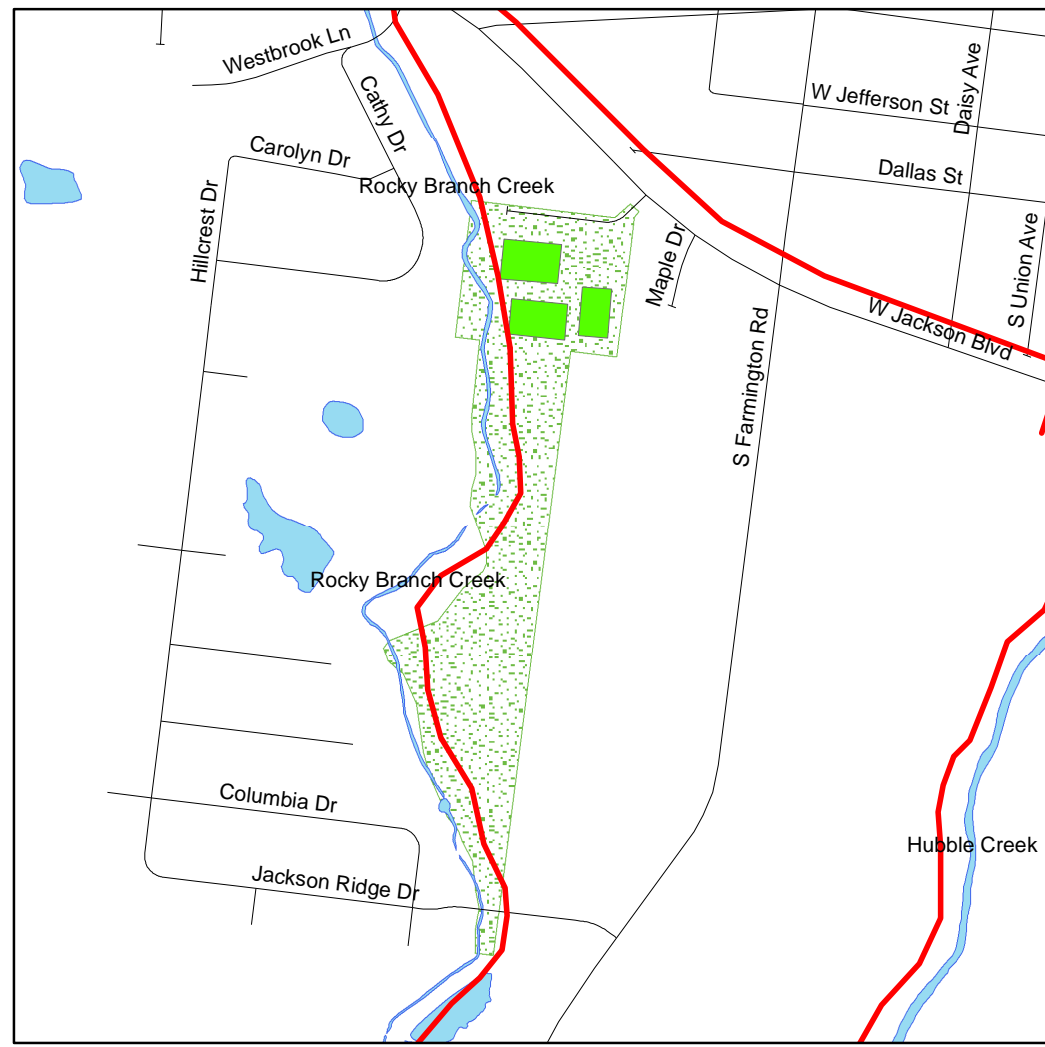 Westbrook Ln
Cathy Dr
W Jefferson St
Daisy Ave
Carolyn Dr
Dallas St
Rocky Branch Creek
Hillcrest Dr
Maple Dr
S Union Ave
W Jackson Blvd
S Farmington Rd
Rocky Branch Creek
Columbia Dr
Hubble Creek
Jackson Ridge Dr